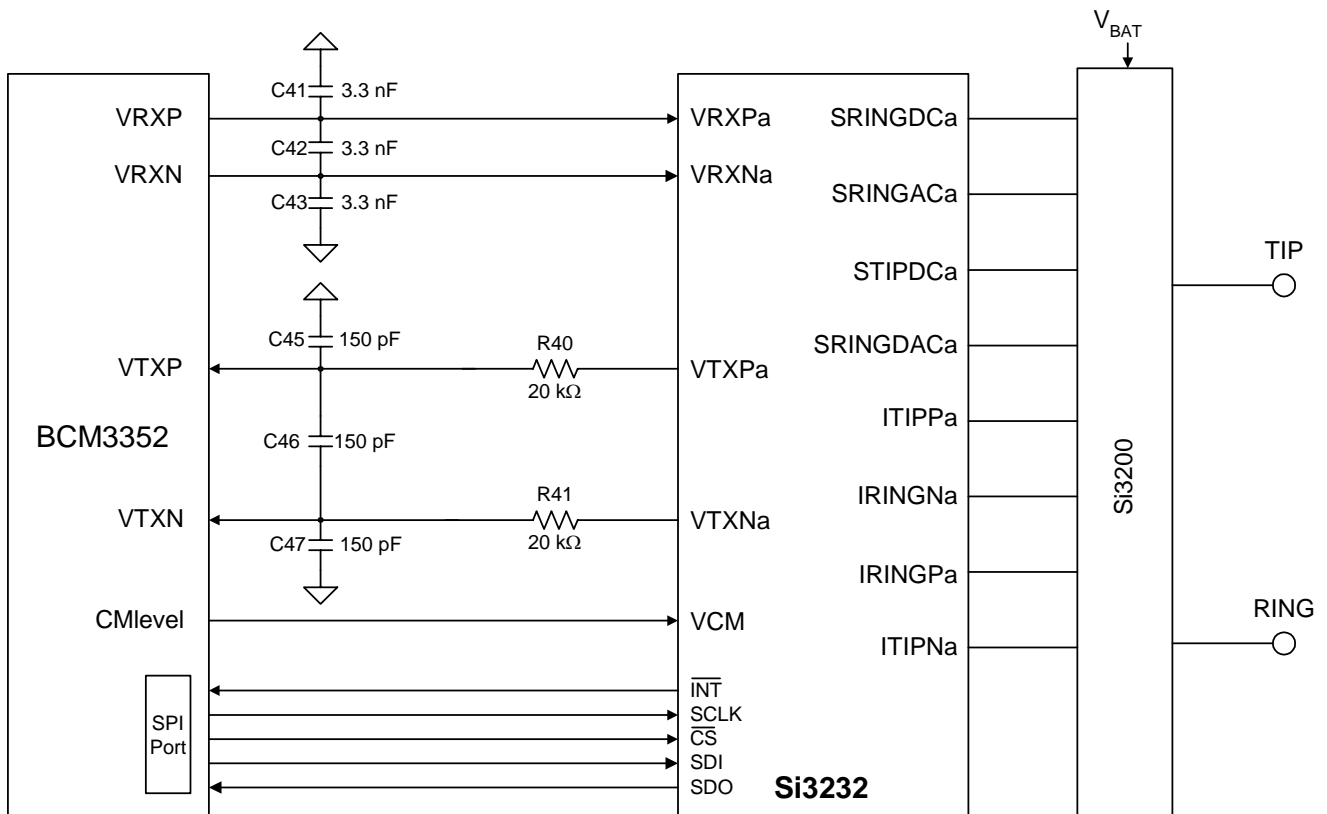 V BAT
C41 3.3 nF
VRXP VRXPa SRINGDCa
C42 3.3 nF
VRXN VRXNa SRINGACa
C43 3.3 nF
TIP
STIPDCa
C45 150 pF
R40
SRINGDACa
VTXP VTXPa
20 kΩ
ITIPPa
BCM3352
C46 150 pF
Si3200
R41
IRINGNa
VTXN VTXNa
C47 150 pF
20 kΩ
IRINGPa
RING
CMlevel VCM
ITIPNa
INT
SPI
Port
SCLK
CS
SDI
SDO
Si3232